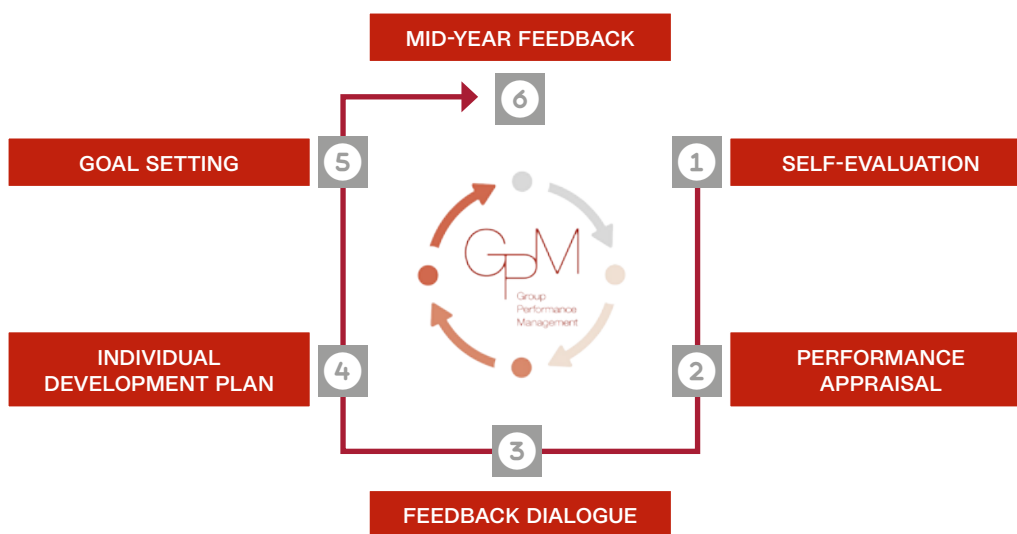 MID-YEAR FEEDBACK
6
GOAL SETTING
5
1
SELF-EVALUATION
GPM
Group
Performance
Management
INDIVIDUAL
DEVELOPMENT PLAN
4
2
PERFORMANCE
APPRAISAL
3
FEEDBACK DIALOGUE